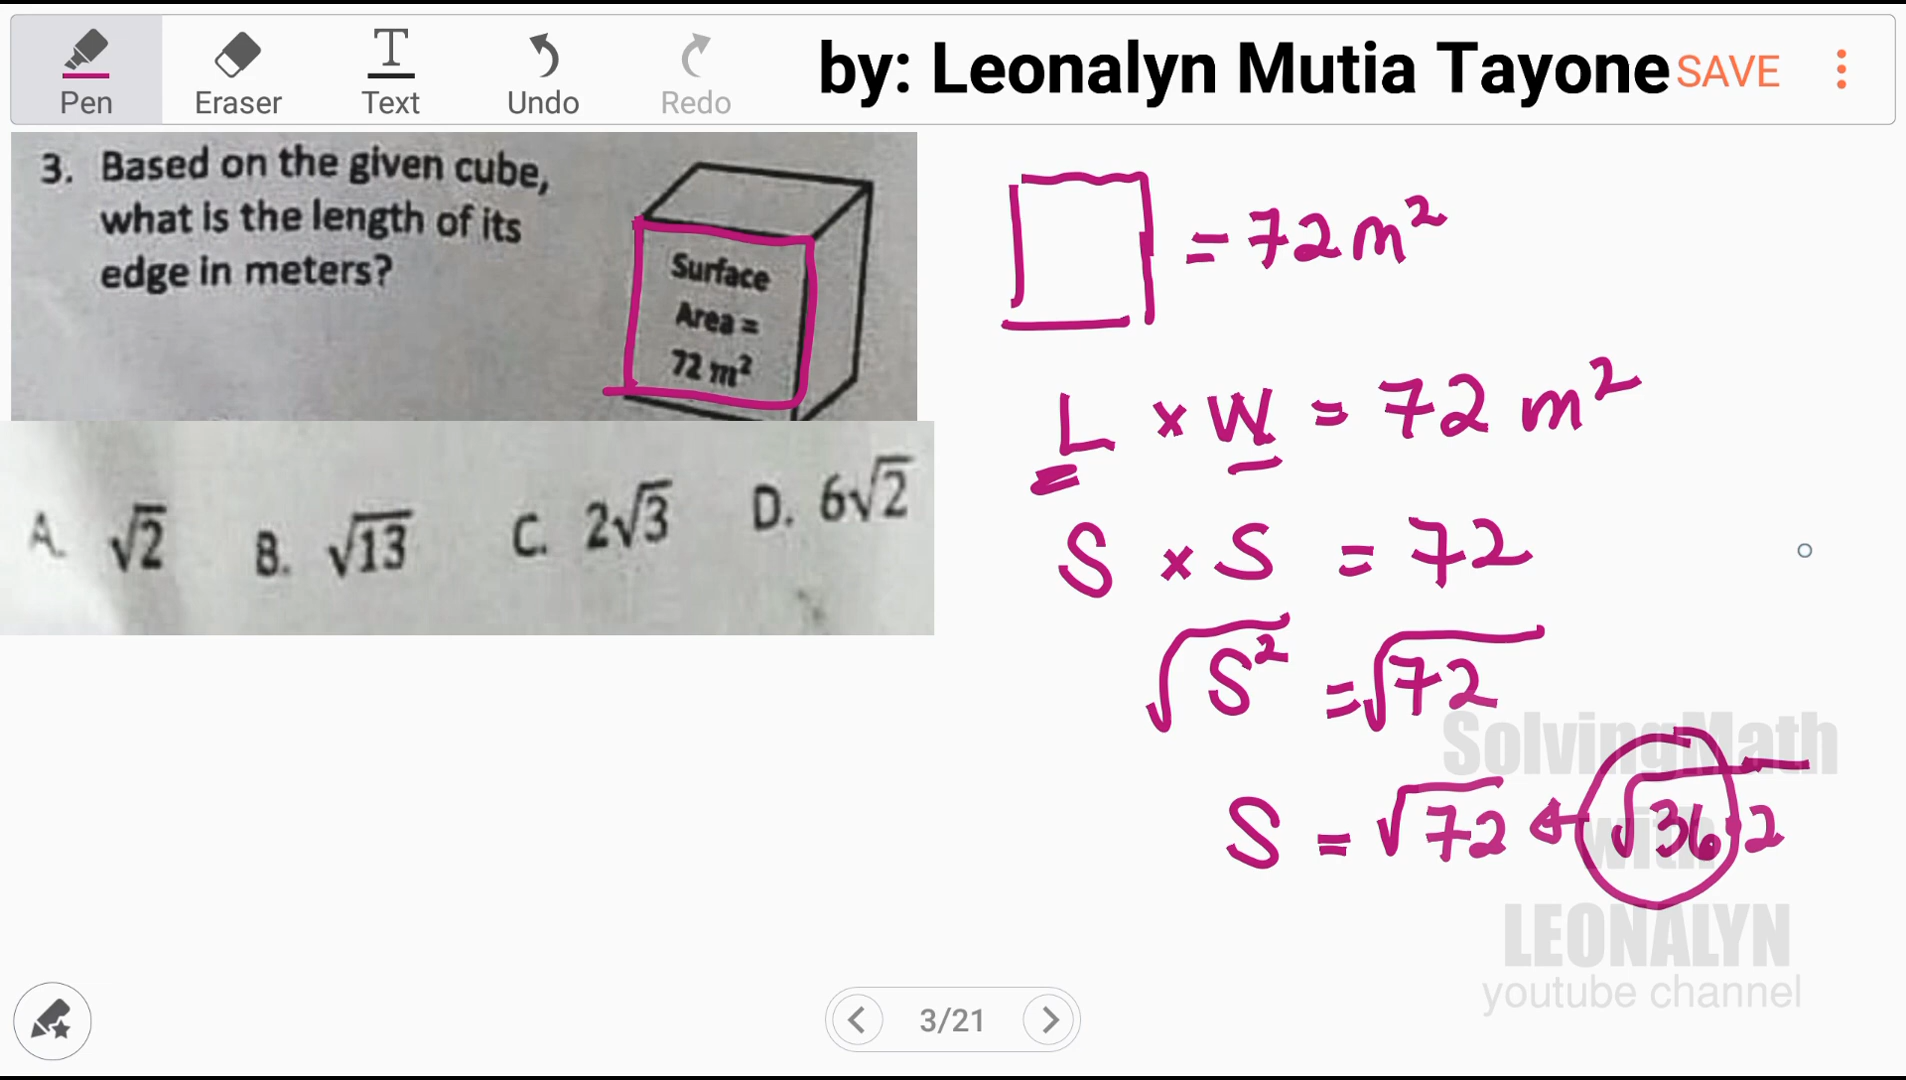 Pen
Eraser
Text
Undo
Redo
by: Leonalyn Mutia Tayone
SAVE
3. Based on the given cube,
what is the length of its
edge in meters?
Surface
Area =
72 m²
A. √2
B. √13
C. 2√3
D. 6√2
= 72 m²
L × W = 72 m²
S × S = 72
√S² = √72
S = √72 ← √36·2
SolvingMath
with
LEONALYN
youtube channel
3/21